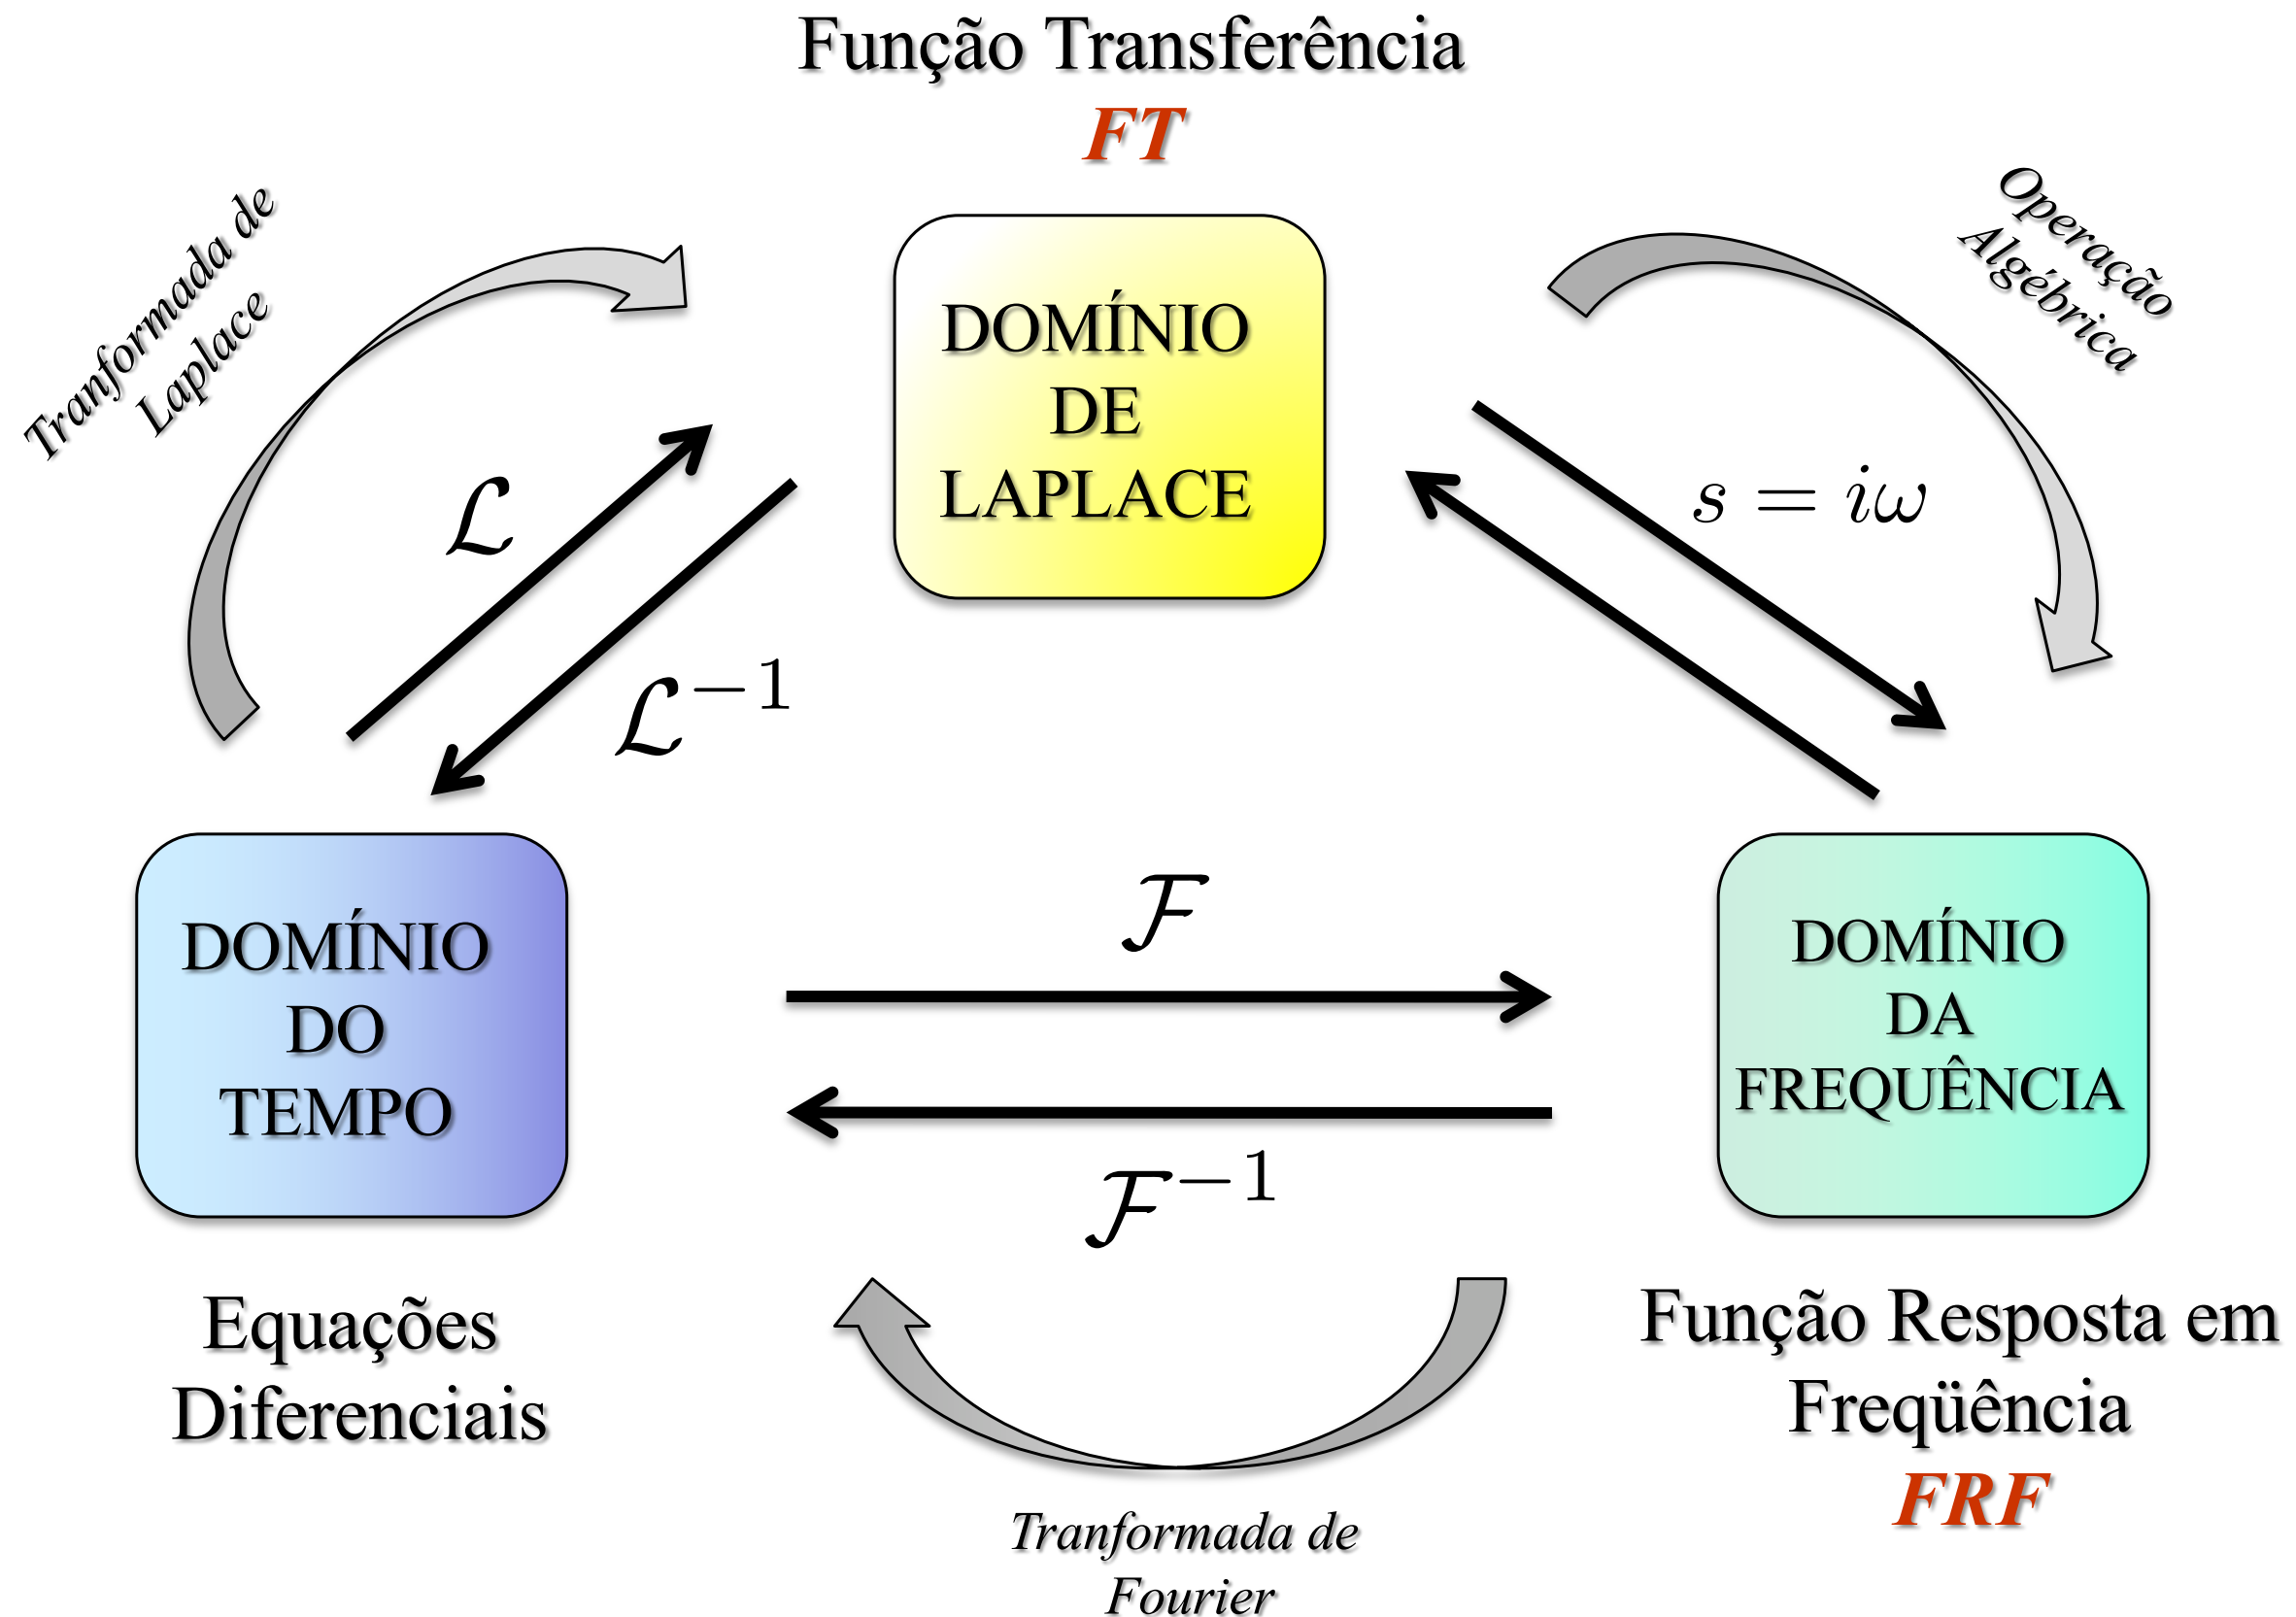 Função Transferência
FT
Tranformada de
Laplace
Operação
Algébrica
DOMÍNIO
DE
LAPLACE
ℒ
s = iω
ℒ⁻¹
DOMÍNIO
DO
TEMPO
ℱ
ℱ⁻¹
DOMÍNIO
DA
FREQUÊNCIA
Equações
Diferenciais
Função Resposta em
Freqüência
FRF
Tranformada de
Fourier